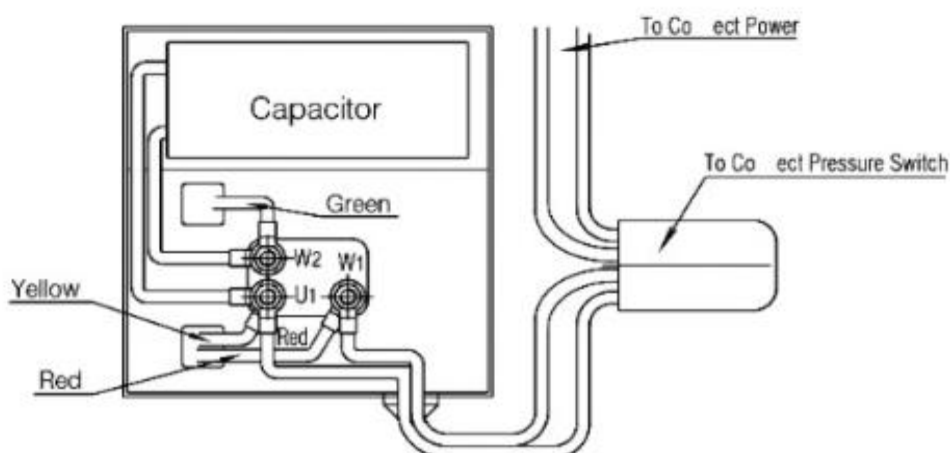 To Co ect Power
Capacitor
To Co ect Pressure Switch
Green
W2
W1
Yellow
U1
Red
Red